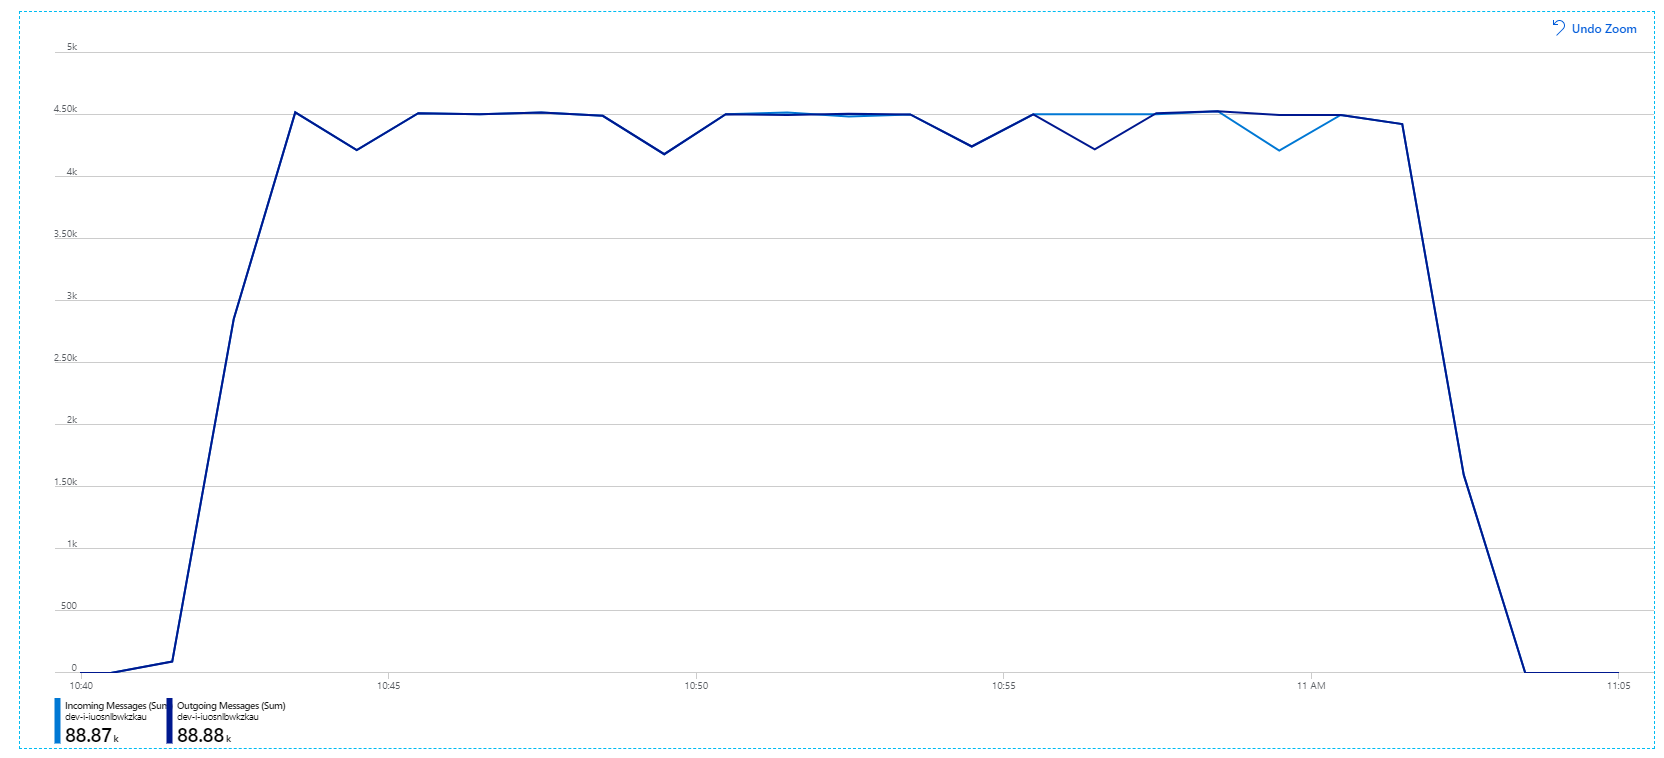 Undo Zoom
5k
4.50k
4k
3.50k
3k
2.50k
2k
1.50k
1k
500
0
10:40 10:45 10:50 10:55 11 AM 11:05
Incoming Messages (Sum Outgoing Messages (Sum)
dev-i-iuosnlbwkzkau dev-i-iuosnlbwkzkau
88.87 k 88.88 k